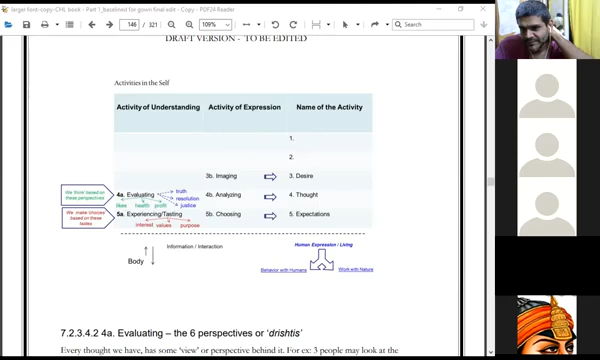 largei font-copy-CHL book - Part 1_baselined for gown final edit - Copy - PDF24 Reader
146 / 321
109%
Search
DRAFT VERSION - TO BE EDITED
Activities in the Self
Activity of Understanding Activity of Expression Name of the Activity
1.
2.
3b. Imaging 3. Desire
We 'think' based on these perspectives
4a. Evaluating 4b. Analyzing 4. Thought
truth
resolution
justice
likes health profit
We make choices based on these tastes
5a. Experiencing/Tasting 5b. Choosing 5. Expectations
interest values purpose
Information / Interaction
Body
Human Expression / Living
Behavior with Humans Work with Nature
7.2.3.4.2 4a. Evaluating – the 6 perspectives or 'drishtis'
Every thought we have, has some 'view' or perspective behind it. For ex: 3 people may look at the